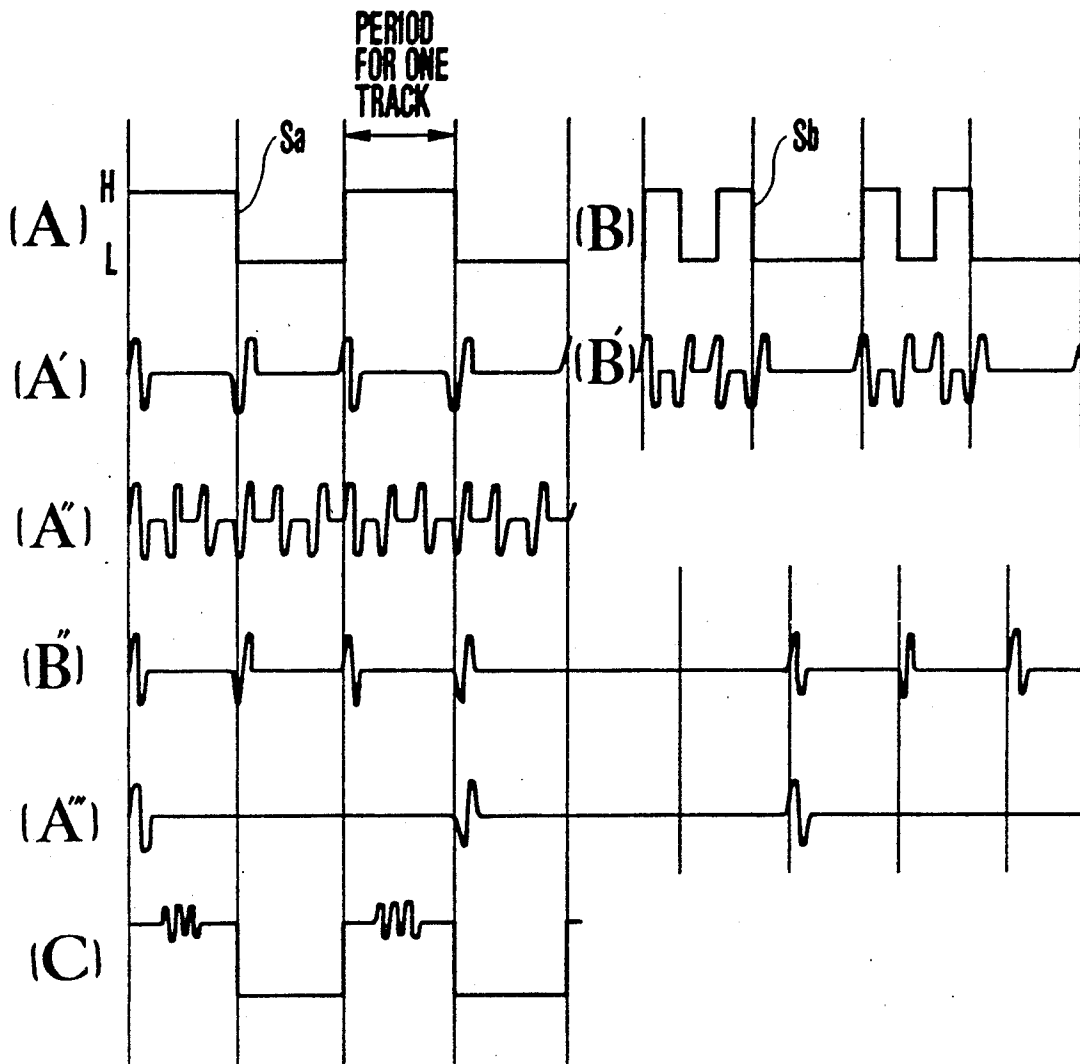 PERIOD
FOR ONE
TRACK
Sa
Sb
H
(A)
L
(B)
(A′)
(B′)
(A″)
(B″)
(A‴)
(C)